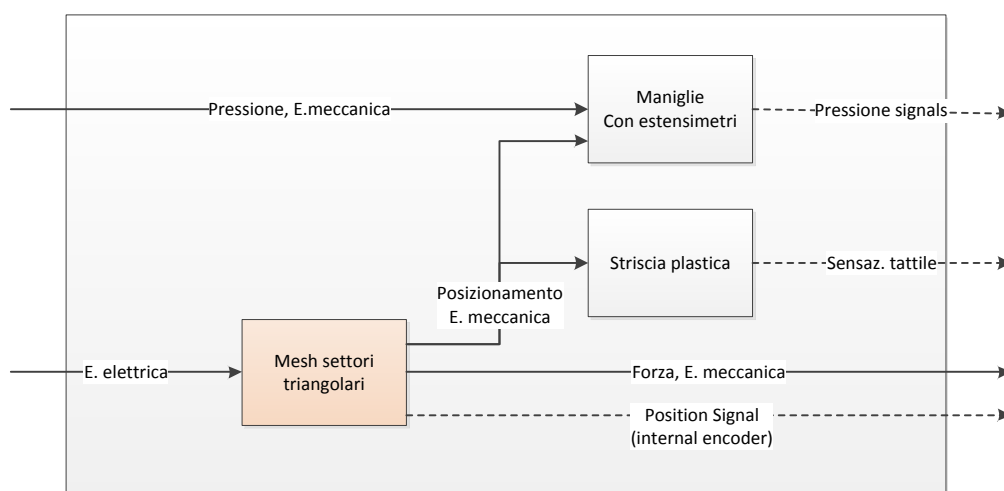 Pressione, E.meccanica
Maniglie
Con estensimetri
Pressione signals
Striscia plastica
Sensaz. tattile
Posizionamento
E. meccanica
E. elettrica
Mesh settori
triangolari
Forza, E. meccanica
Position Signal
(internal encoder)